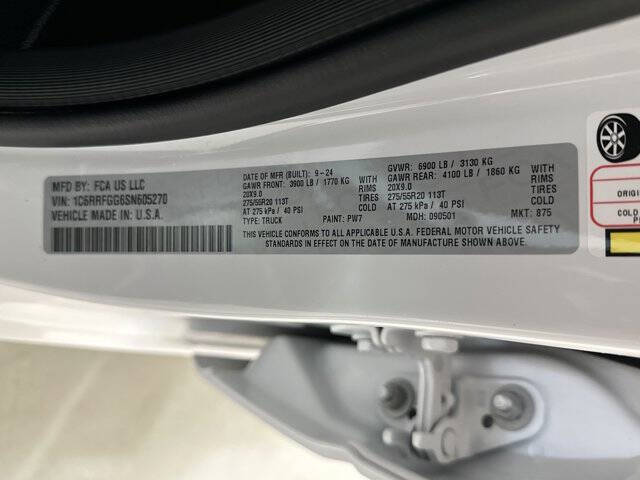 MFD BY: FCA US LLC
VIN: 1C6RRFGG6SN605270
VEHICLE MADE IN U.S.A.
DATE OF MFR (BUILT): 9-24
GAWR FRONT: 3900 LB / 1770 KG
WITH
20X9.0
RIMS
TIRES
275/55R20 113T
AT 275 kPa / 40 PSI
TYPE: TRUCK
PAINT: PW7
GVWR: 6900 LB / 3130 KG
GAWR REAR: 4100 LB / 1860 KG
WITH
20X9.0
RIMS
TIRES
275/55R20 113T
AT 275 kPa / 40 PSI
MDH: 090501
MKT: 875
THIS VEHICLE CONFORMS TO ALL APPLICABLE U.S.A. FEDERAL MOTOR VEHICLE SAFETY
STANDARDS IN EFFECT ON THE DATE OF MANUFACTURE SHOWN ABOVE.
COLD